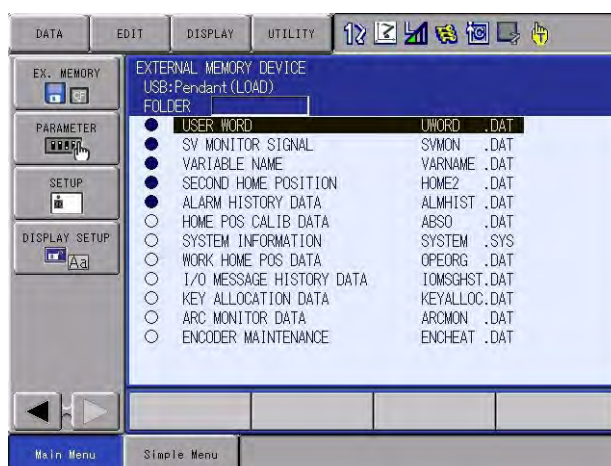 DATA EDIT DISPLAY UTILITY
EX. MEMORY
CF
PARAMETER
SETUP
DISPLAY SETUP
Aa
EXTERNAL MEMORY DEVICE
USB:Pendant(LOAD)
FOLDER
USER WORD UWORD .DAT
SV MONITOR SIGNAL SVMON .DAT
VARIABLE NAME VARNAME .DAT
SECOND HOME POSITION HOME2 .DAT
ALARM HISTORY DATA ALMHIST .DAT
HOME POS CALIB DATA ABSO .DAT
SYSTEM INFORMATION SYSTEM .SYS
WORK HOME POS DATA OPEORG .DAT
I/O MESSAGE HISTORY DATA IOMSGHST.DAT
KEY ALLOCATION DATA KEYALLOC.DAT
ARC MONITOR DATA ARCMON .DAT
ENCODER MAINTENANCE ENCHEAT .DAT
Main Menu Simple Menu